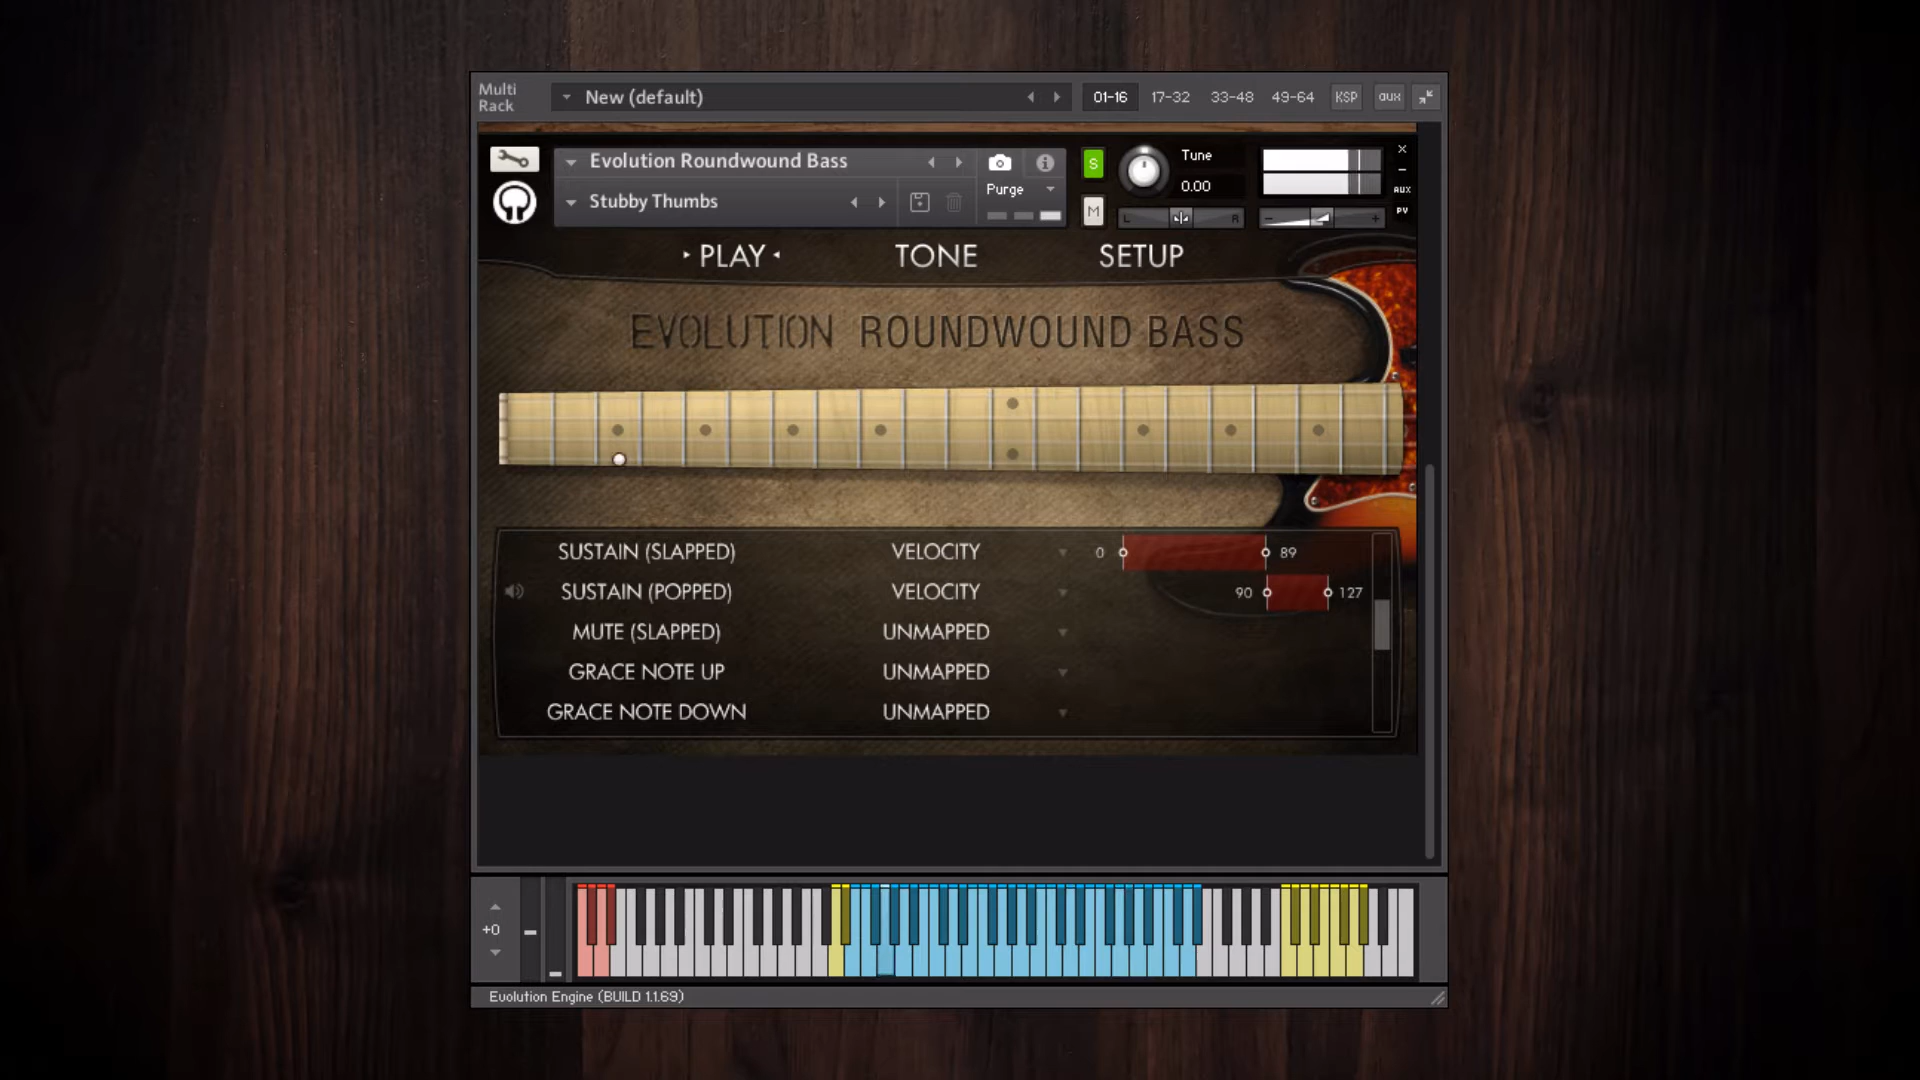 Multi
Rack
New (default)
01-16
17-32
33-48
49-64
KSP
aux
Evolution Roundwound Bass
Purge
Stubby Thumbs
S
M
Tune
0.00
L
R
-
+
×
-
AUX
PV
PLAY
TONE
SETUP
EVOLUTION ROUNDWOUND BASS
SUSTAIN (SLAPPED) VELOCITY 0 89
SUSTAIN (POPPED) VELOCITY 90 127
MUTE (SLAPPED) UNMAPPED
GRACE NOTE UP UNMAPPED
GRACE NOTE DOWN UNMAPPED
+0
Evolution Engine (BUILD 1.1.69)